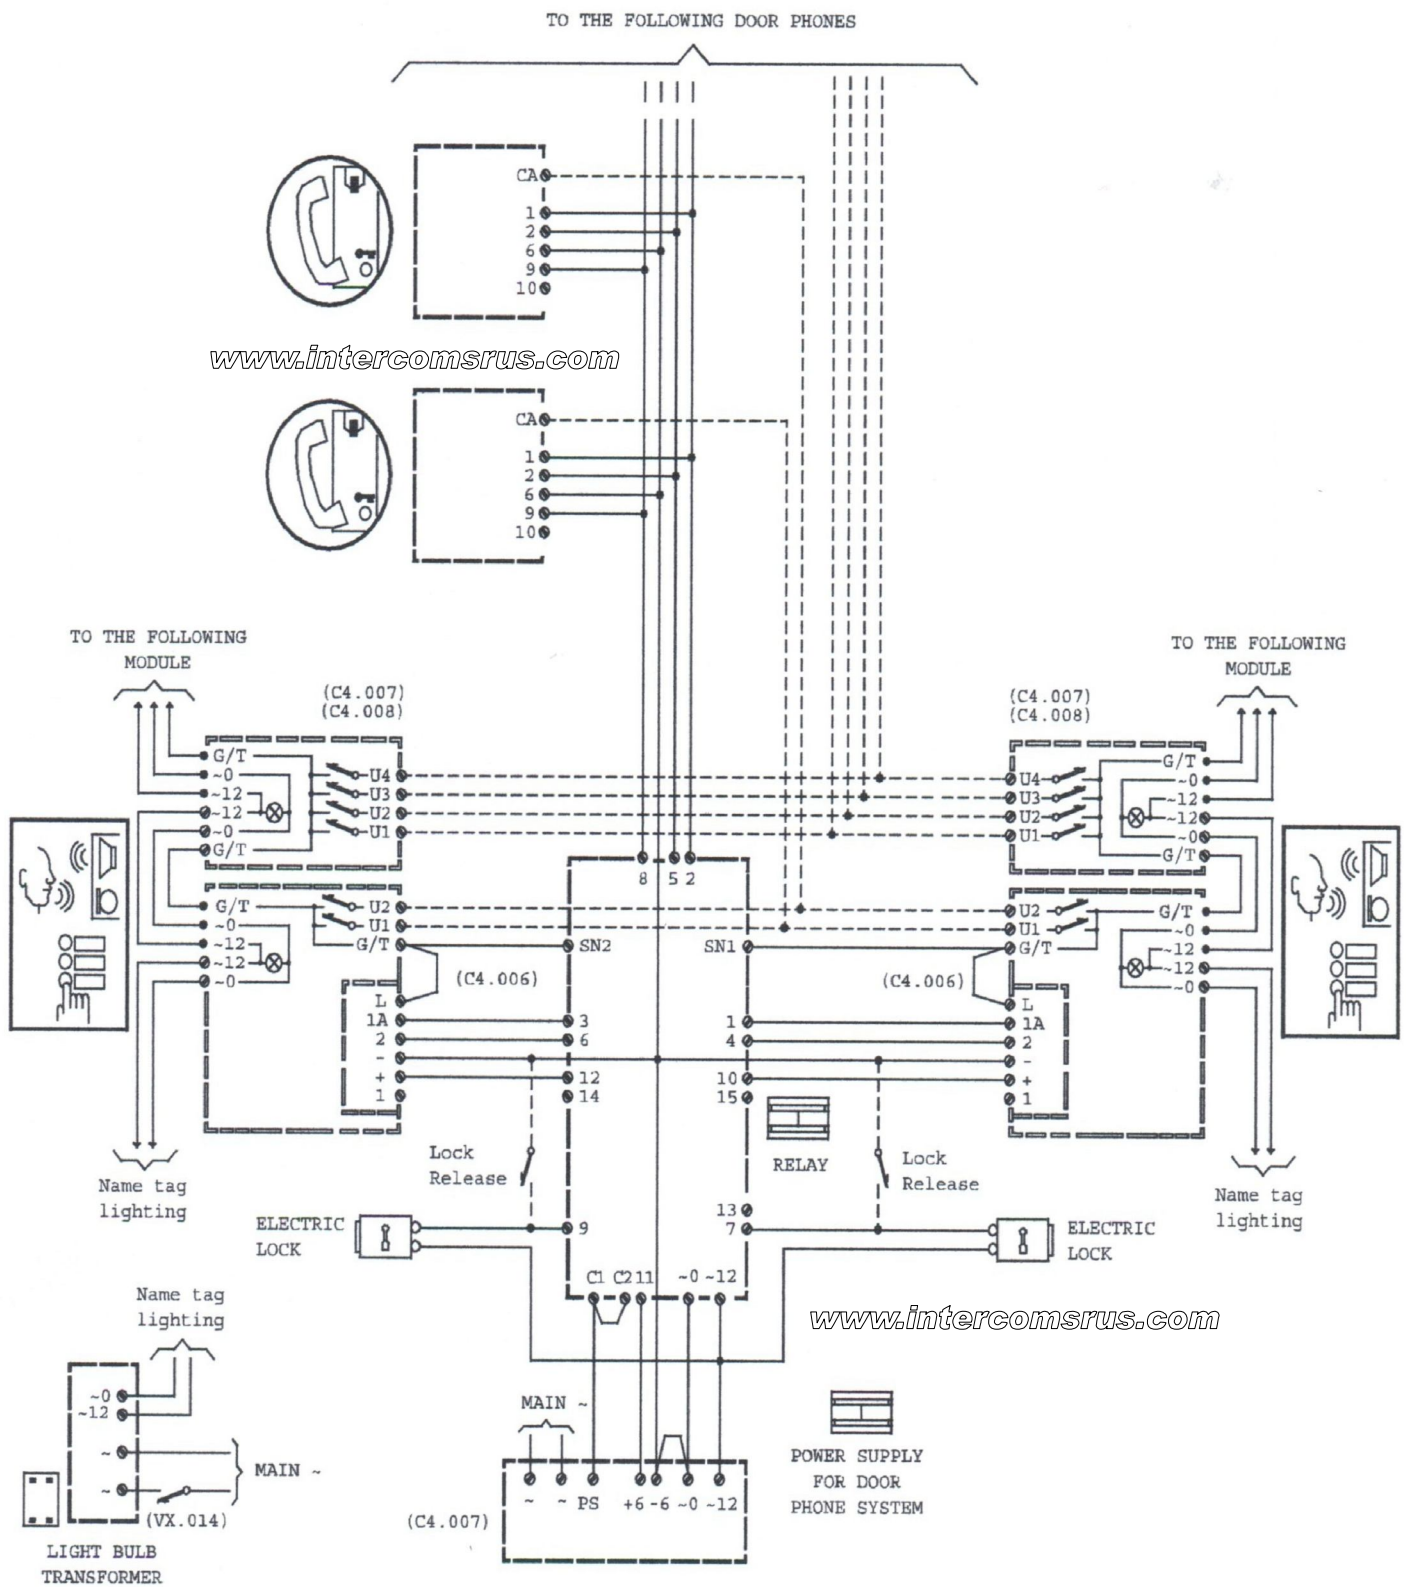 TO THE FOLLOWING DOOR PHONES
CA
1
2
6
9
10
www.intercomsrus.com
CA
1
2
6
9
10
TO THE FOLLOWING
MODULE
TO THE FOLLOWING
MODULE
(C4.007)
(C4.008)
(C4.007)
(C4.008)
G/T
~0
~12
~12
~0
G/T
U4
U3
U2
U1
U4
U3
U2
U1
G/T
~0
~12
~12
~0
G/T
8 5 2
G/T
~0
~12
~12
~0
U2
U1
G/T
SN2
SN1
U2
U1
G/T
G/T
~0
~12
~12
~0
(C4.006)
(C4.006)
L
1A
2
-
+
1
3
6
12
14
1
4
10
15
L
1A
2
-
+
1
RELAY
Lock
Release
Lock
Release
Name tag
lighting
Name tag
lighting
ELECTRIC
LOCK
9
13
7
ELECTRIC
LOCK
C1 C2 11 ~0 ~12
Name tag
lighting
www.intercomsrus.com
~0
~12
~
~
MAIN ~
(VX.014)
LIGHT BULB
TRANSFORMER
MAIN ~
~ ~ PS +6 -6 ~0 ~12
(C4.007)
POWER SUPPLY
FOR DOOR
PHONE SYSTEM